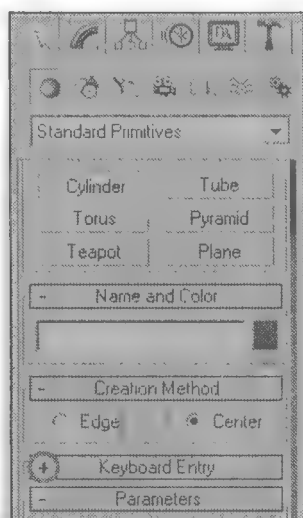 Standard Primitives
Cylinder Tube
Torus Pyramid
Teapot Plane
- Name and Color
- Creation Method
Edge Center
+ Keyboard Entry
- Parameters